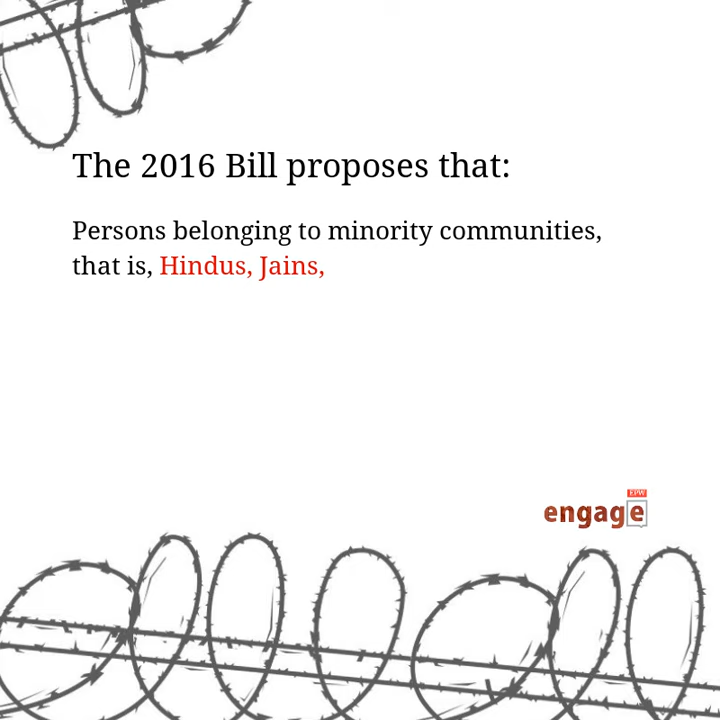 The 2016 Bill proposes that:
Persons belonging to minority communities,
that is, Hindus, Jains,
EPW
engage